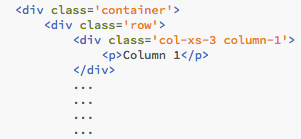 <div class='container'>
<div class='row'>
<div class='col-xs-3 column-1'>
<p>Column 1</p>
</div>
...
...
...
...